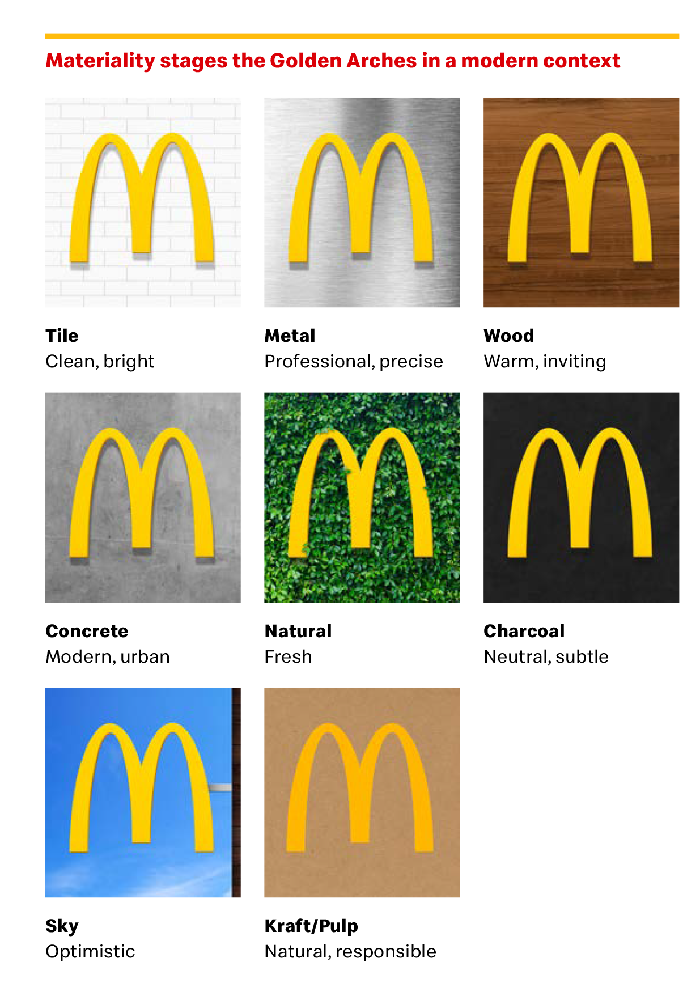 Materiality stages the Golden Arches in a modern context
Tile
Clean, bright
Metal
Professional, precise
Wood
Warm, inviting
Concrete
Modern, urban
Natural
Fresh
Charcoal
Neutral, subtle
Sky
Optimistic
Kraft/Pulp
Natural, responsible